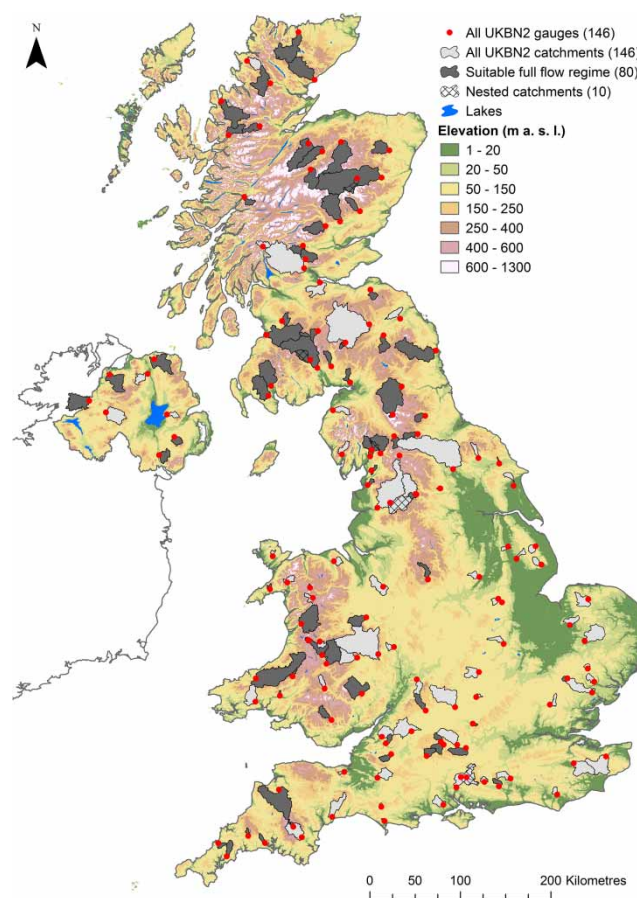 N
All UKBN2 gauges (146)
All UKBN2 catchments (146)
Suitable full flow regime (80)
Nested catchments (10)
Lakes
Elevation (m a. s. l.)
1 - 20
20 - 50
50 - 150
150 - 250
250 - 400
400 - 600
600 - 1300
0 50 100 200 Kilometres